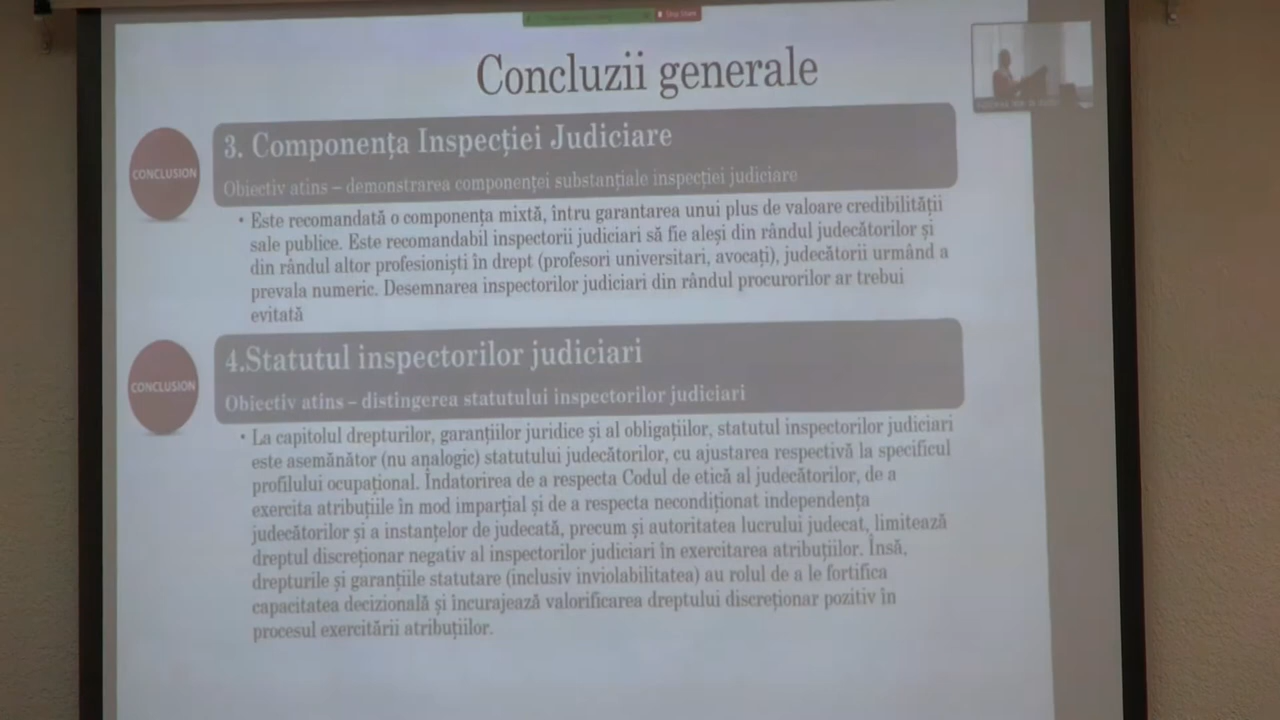 Stop Share
Concluzii generale
CONCLUSION
3. Componența Inspecției Judiciare
Obiectiv atins – demonstrarea componenței substanțiale inspecției judiciare
• Este recomandată o componența mixtă, întru garantarea unui plus de valoare credibilității
sale publice. Este recomandabil inspectorii judiciari să fie aleși din rândul judecătorilor și
din rândul altor profesioniști în drept (profesori universitari, avocați), judecătorii urmând a
prevala numeric. Desemnarea inspectorilor judiciari din rândul procurorilor ar trebui
evitată
CONCLUSION
4.Statutul inspectorilor judiciari
Obiectiv atins – distingerea statutului inspectorilor judiciari
• La capitolul drepturilor, garanțiilor juridice și al obligațiilor, statutul inspectorilor judiciari
este asemănător (nu analogic) statutului judecătorilor, cu ajustarea respectivă la specificul
profilului ocupațional. Îndatorirea de a respecta Codul de etică al judecătorilor, de a
exercita atribuțiile în mod imparțial și de a respecta necondiționat independența
judecătorilor și a instanțelor de judecată, precum și autoritatea lucrului judecat, limitează
dreptul discreționar negativ al inspectorilor judiciari în exercitarea atribuțiilor. Însă,
drepturile și garanțiile statutare (inclusiv inviolabilitatea) au rolul de a le fortifica
capacitatea decizională și încurajează valorificarea dreptului discreționar pozitiv în
procesul exercitării atribuțiilor.